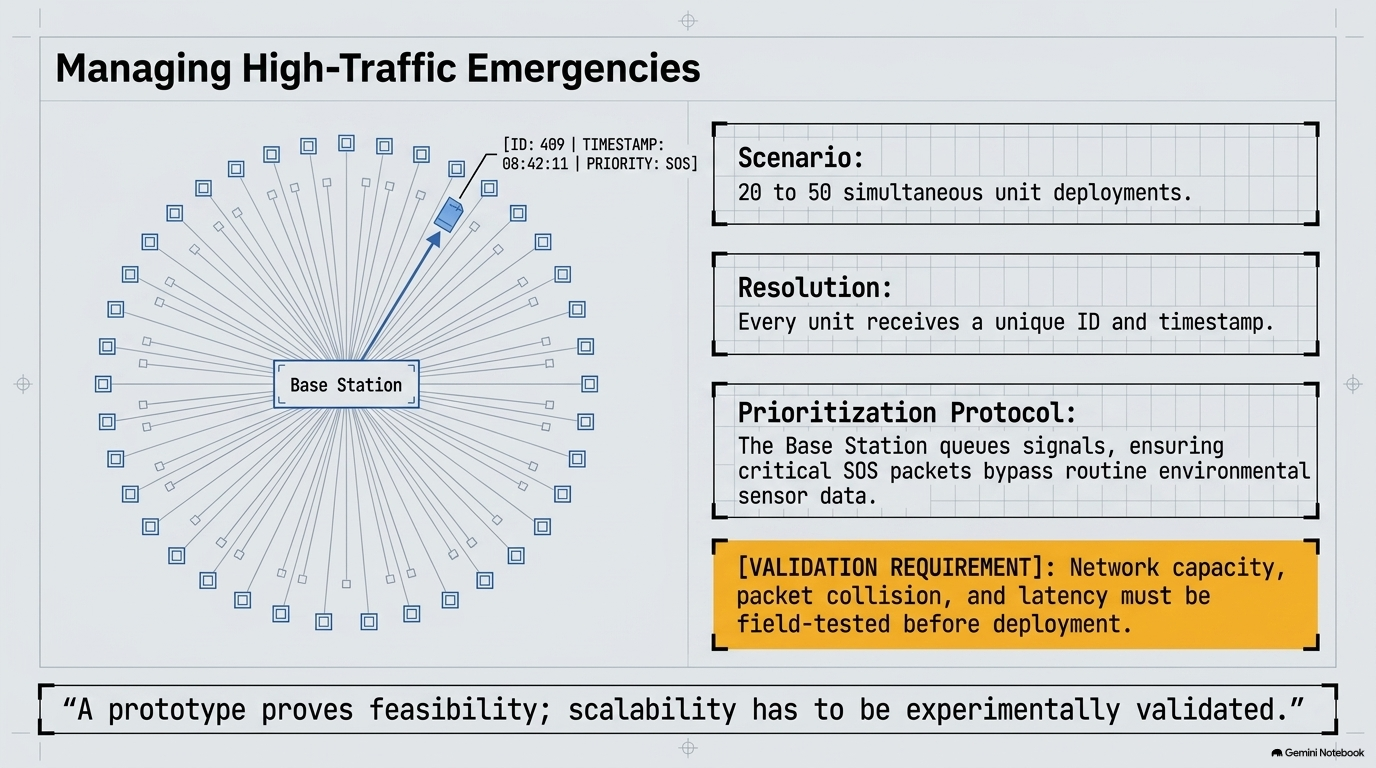 Managing High-Traffic Emergencies
[ID: 409 | TIMESTAMP:
08:42:11 | PRIORITY: SOS]
Base Station
Scenario:
20 to 50 simultaneous unit deployments.
Resolution:
Every unit receives a unique ID and timestamp.
Prioritization Protocol:
The Base Station queues signals, ensuring
critical SOS packets bypass routine environmental
sensor data.
[VALIDATION REQUIREMENT]: Network capacity,
packet collision, and latency must be
field-tested before deployment.
“A prototype proves feasibility; scalability has to be experimentally validated.”
Gemini Notebook